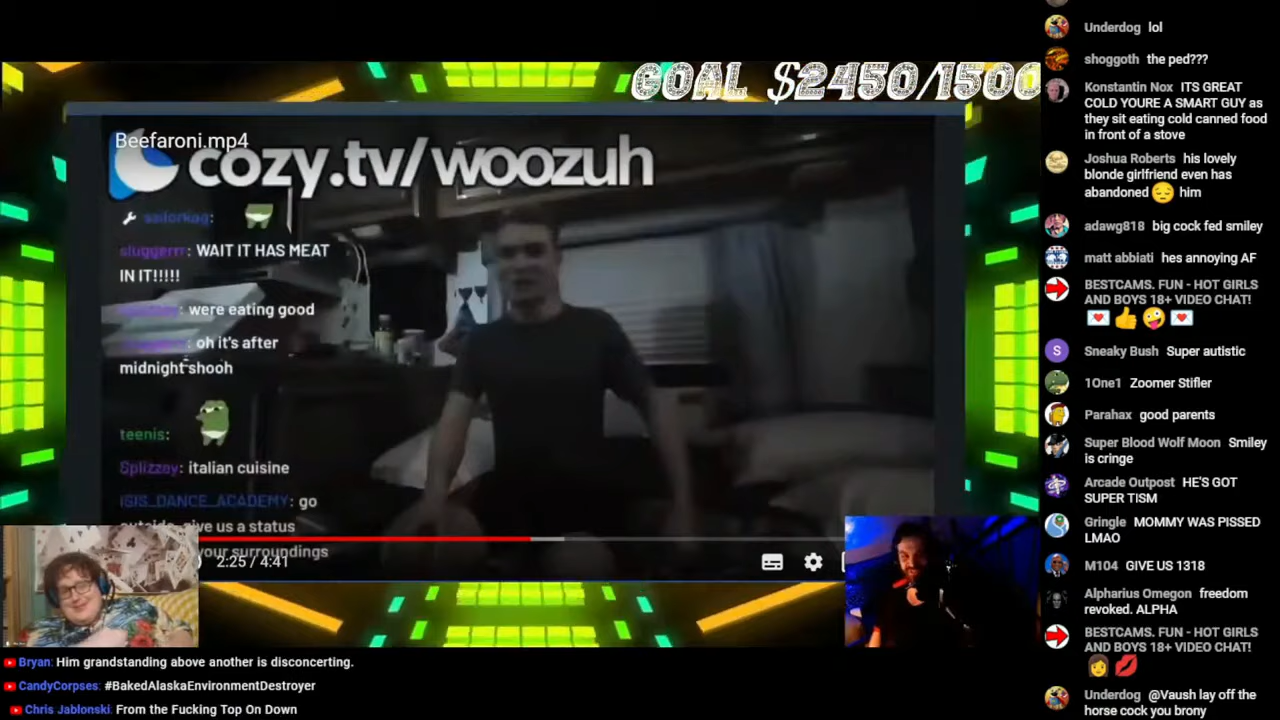 GOAL $2450/1500
Beefaroni.mp4
cozy.tv/woozuh
sailorkag:
sluggerrr: WAIT IT HAS MEAT
IN IT!!!!!
were eating good
: oh it's after
midnight shooh
teenis:
Splizzey: italian cuisine
ISIS_DANCE_ACADEMY: go
outside, give us a status
your surroundings
2:25 / 4:41
Bryan: Him grandstanding above another is disconcerting.
CandyCorpses: #BakedAlaskaEnvironmentDestroyer
Chris Jablonski: From the Fucking Top On Down
Underdog lol
shoggoth the ped???
Konstantin Nox ITS GREAT
COLD YOURE A SMART GUY as
they sit eating cold canned food
in front of a stove
Joshua Roberts his lovely
blonde girlfriend even has
abandoned 😔 him
adawg818 big cock fed smiley
matt abbiati hes annoying AF
BESTCAMS. FUN - HOT GIRLS
AND BOYS 18+ VIDEO CHAT!
💌 👍 🤪 💌
S
Sneaky Bush Super autistic
1One1 Zoomer Stifler
Parahax good parents
Super Blood Wolf Moon Smiley
is cringe
Arcade Outpost HE'S GOT
SUPER TISM
Gringle MOMMY WAS PISSED
LMAO
M104 GIVE US 1318
Alpharius Omegon freedom
revoked. ALPHA
BESTCAMS. FUN - HOT GIRLS
AND BOYS 18+ VIDEO CHAT!
👩 💋
Underdog @Vaush lay off the
horse cock you brony